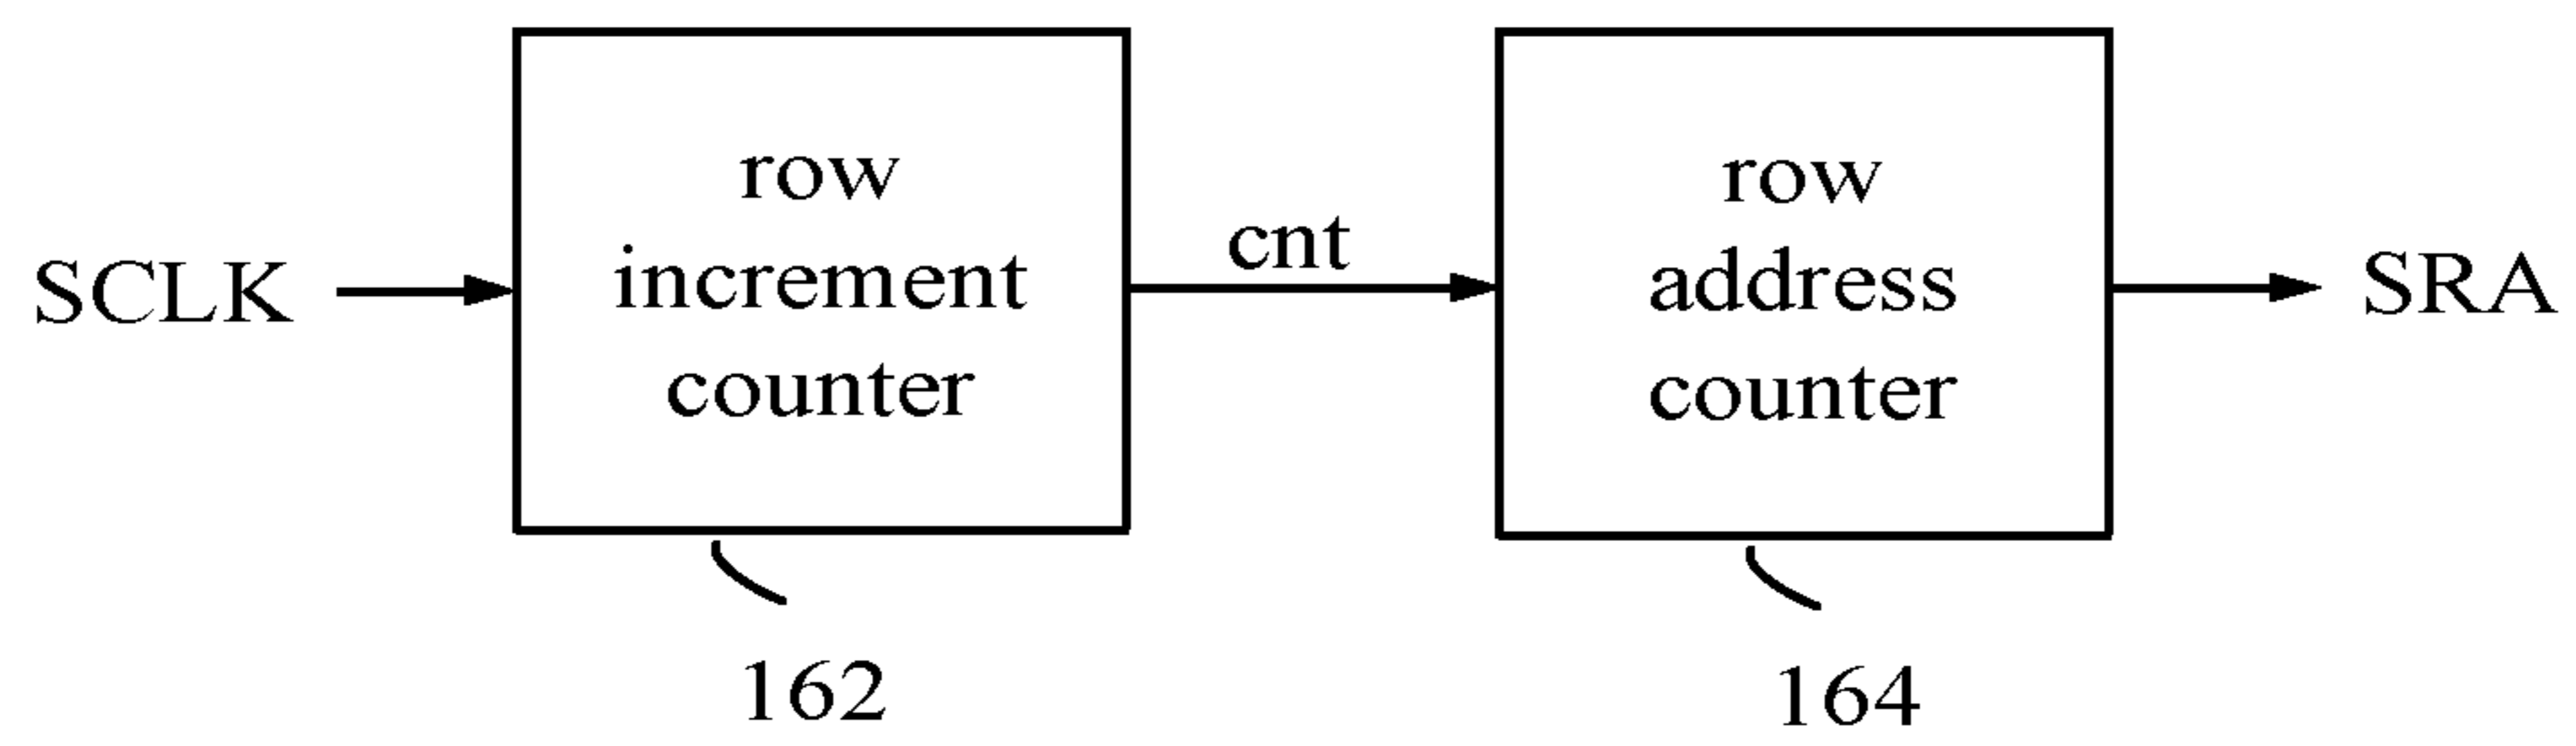 SCLK
row
increment
counter
cnt
row
address
counter
SRA
162
164